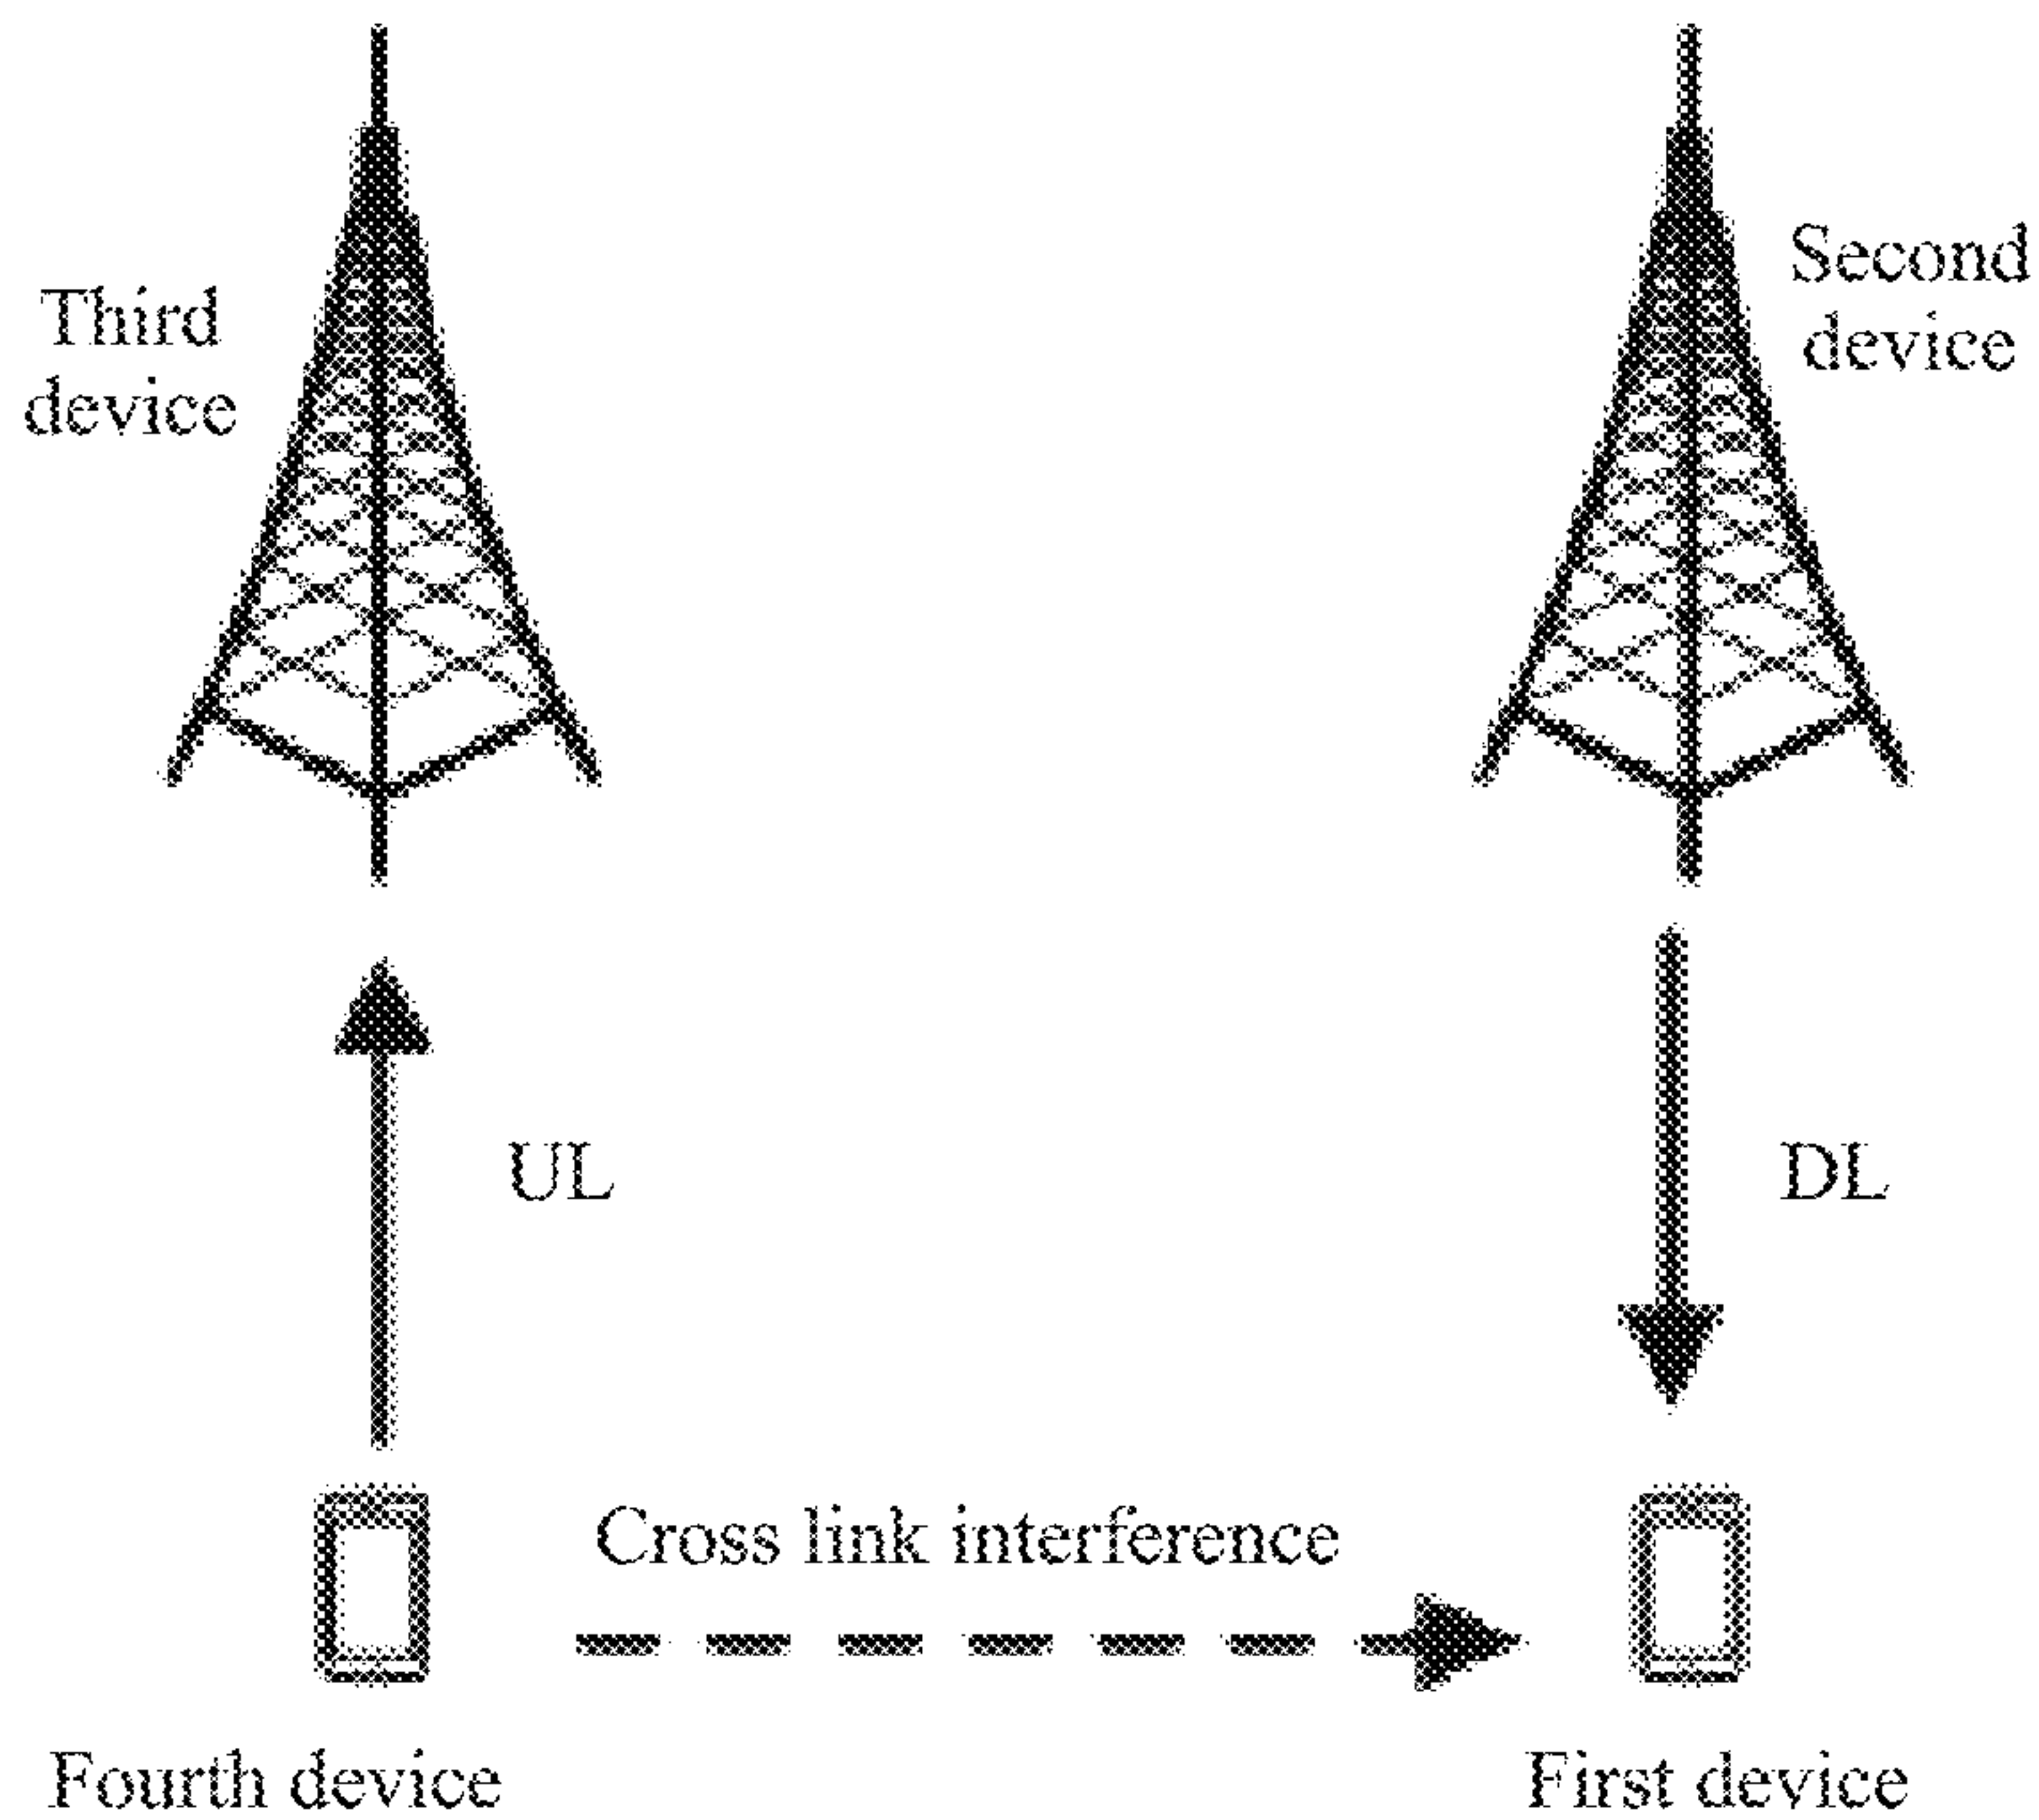 Third
device
Second
device
UL
DL
Cross link interference
Fourth device
First device